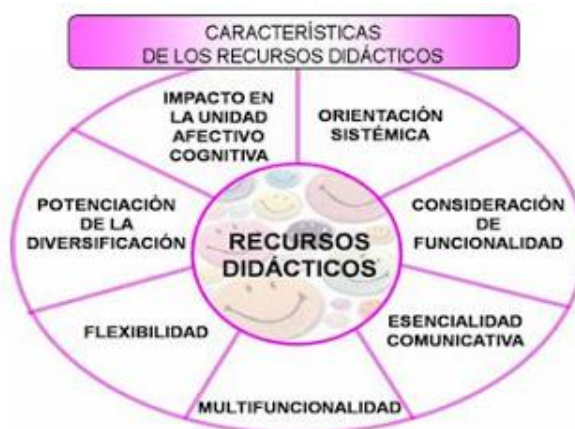 CARACTERÍSTICAS
DE LOS RECURSOS DIDÁCTICOS
IMPACTO EN
LA UNIDAD
AFECTIVO
COGNITIVA
ORIENTACIÓN
SISTÉMICA
CONSIDERACIÓN
DE
FUNCIONALIDAD
ESENCIALIDAD
COMUNICATIVA
MULTIFUNCIONALIDAD
FLEXIBILIDAD
POTENCIACIÓN
DE LA
DIVERSIFICACIÓN
RECURSOS
DIDÁCTICOS